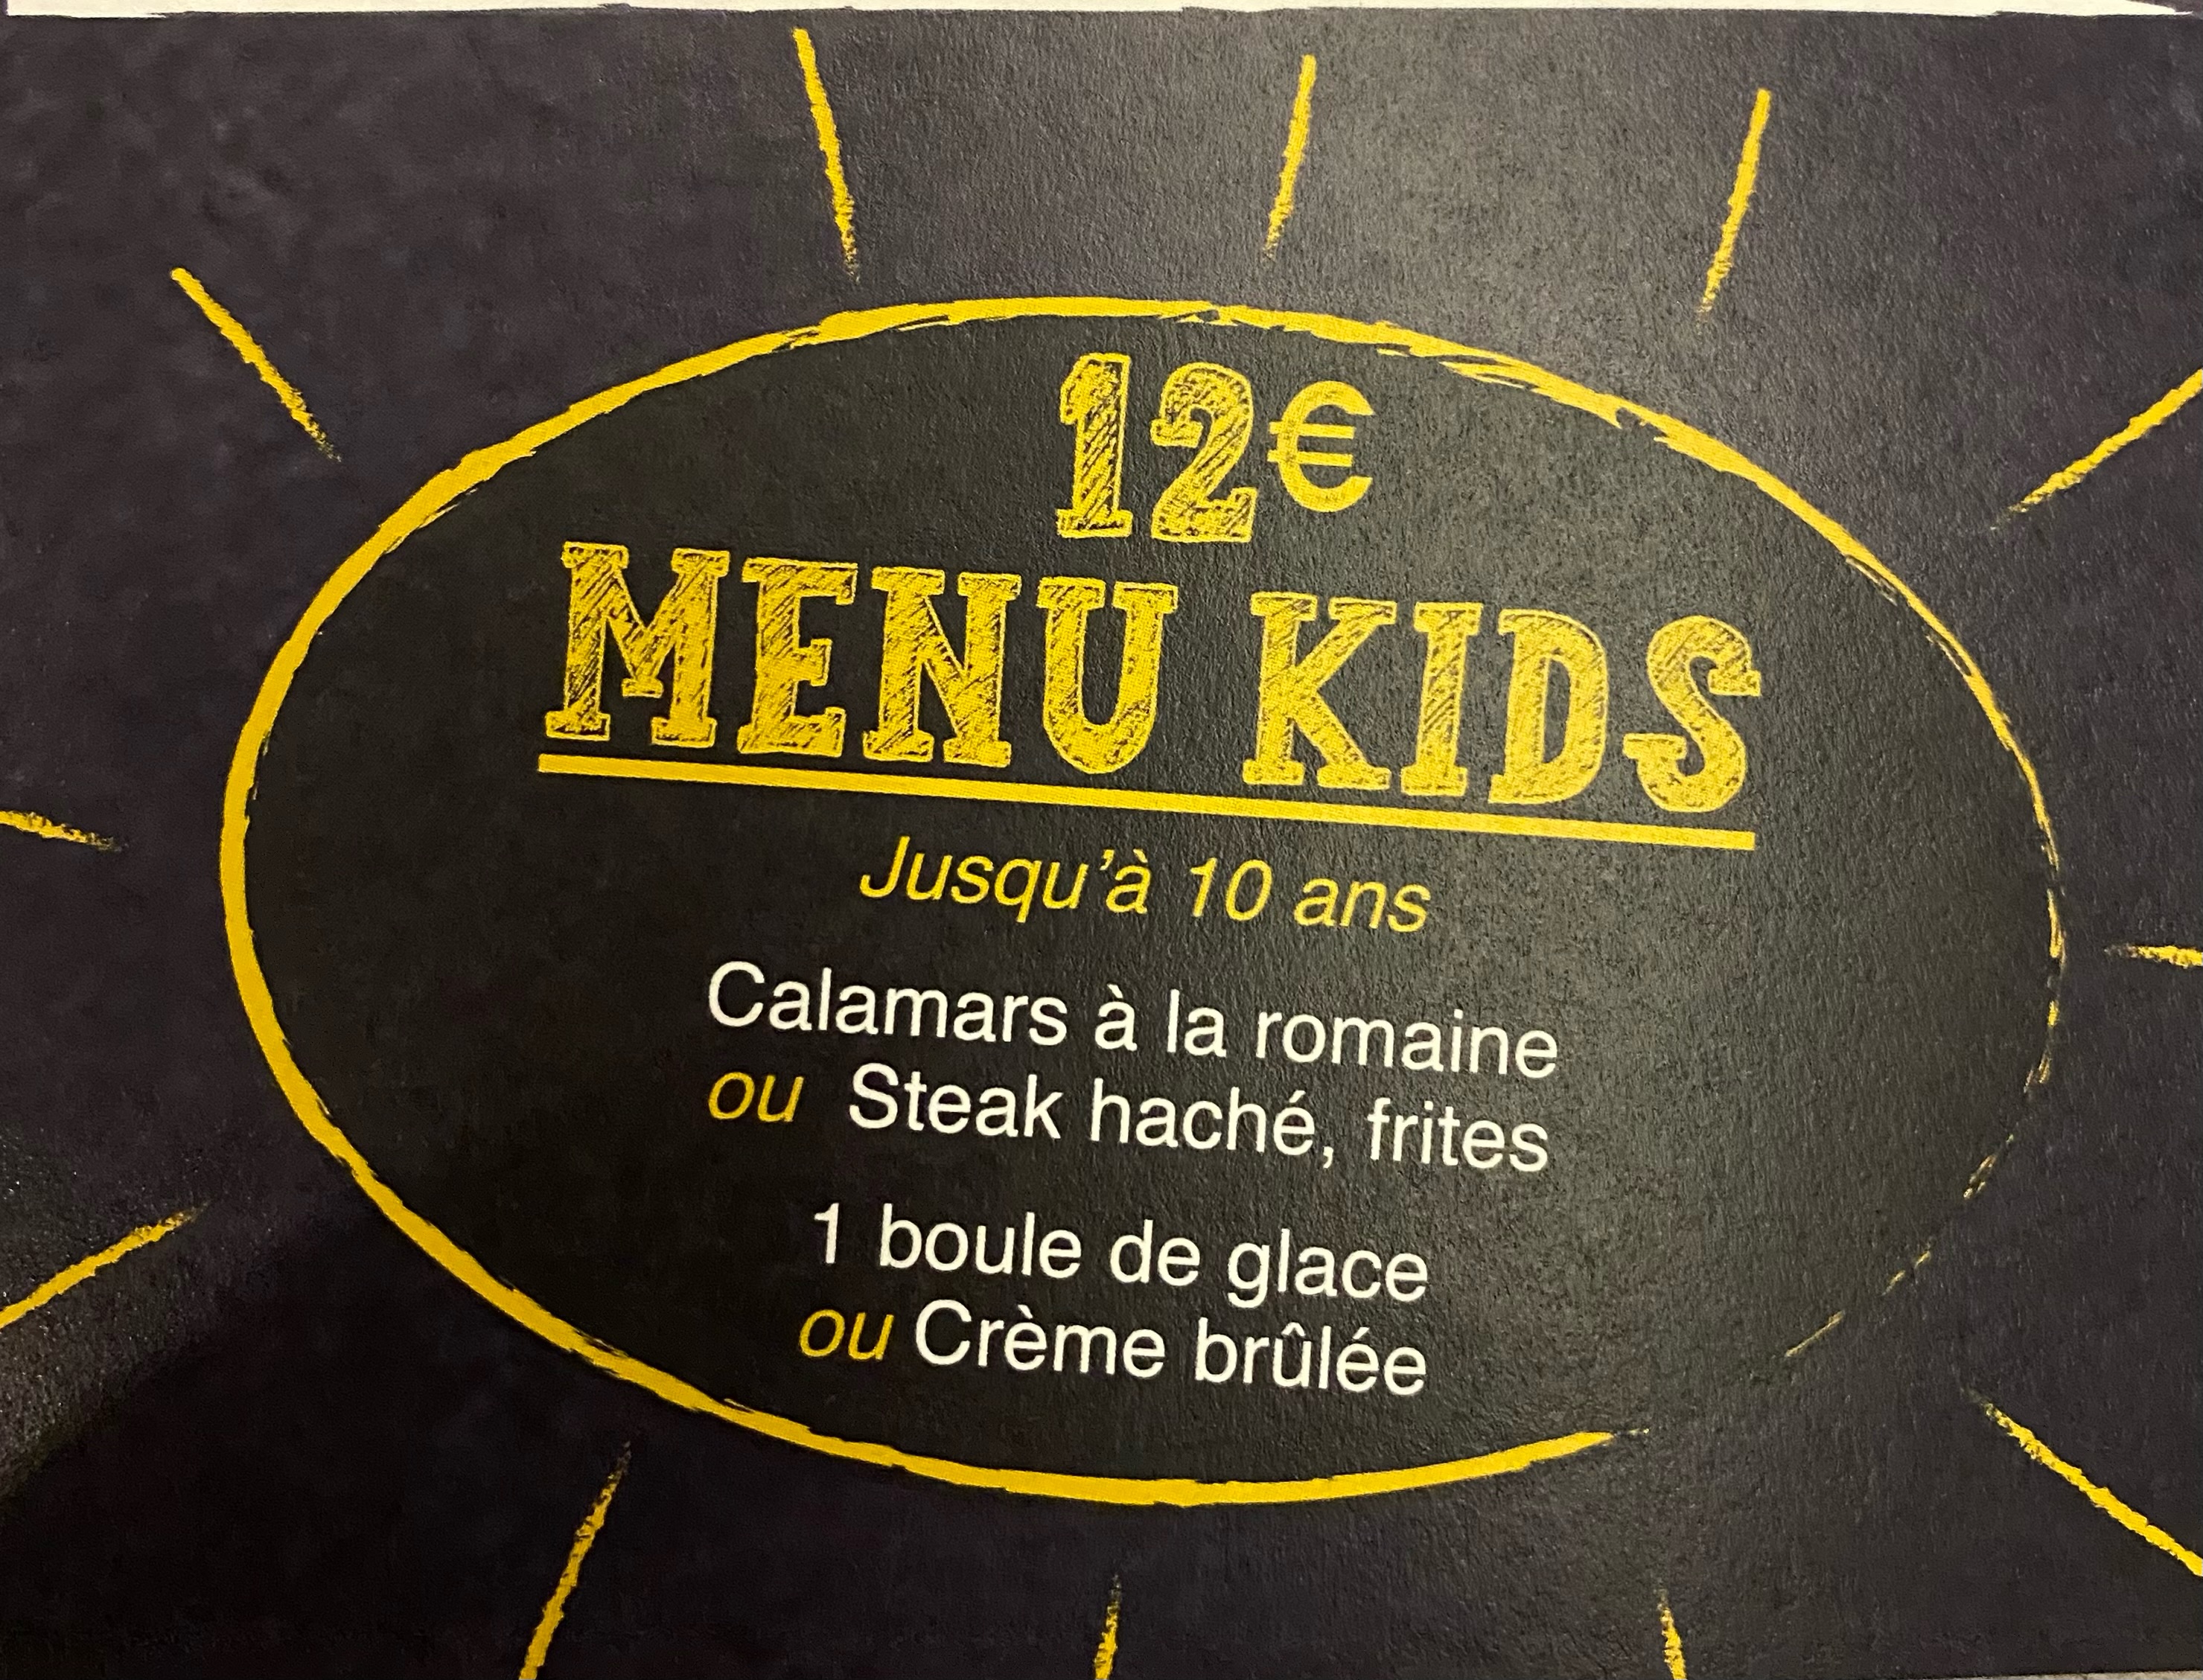 12€
MENU KIDS
Jusqu'à 10 ans
Calamars à la romaine
ou Steak haché, frites
1 boule de glace
ou Crème brûlée